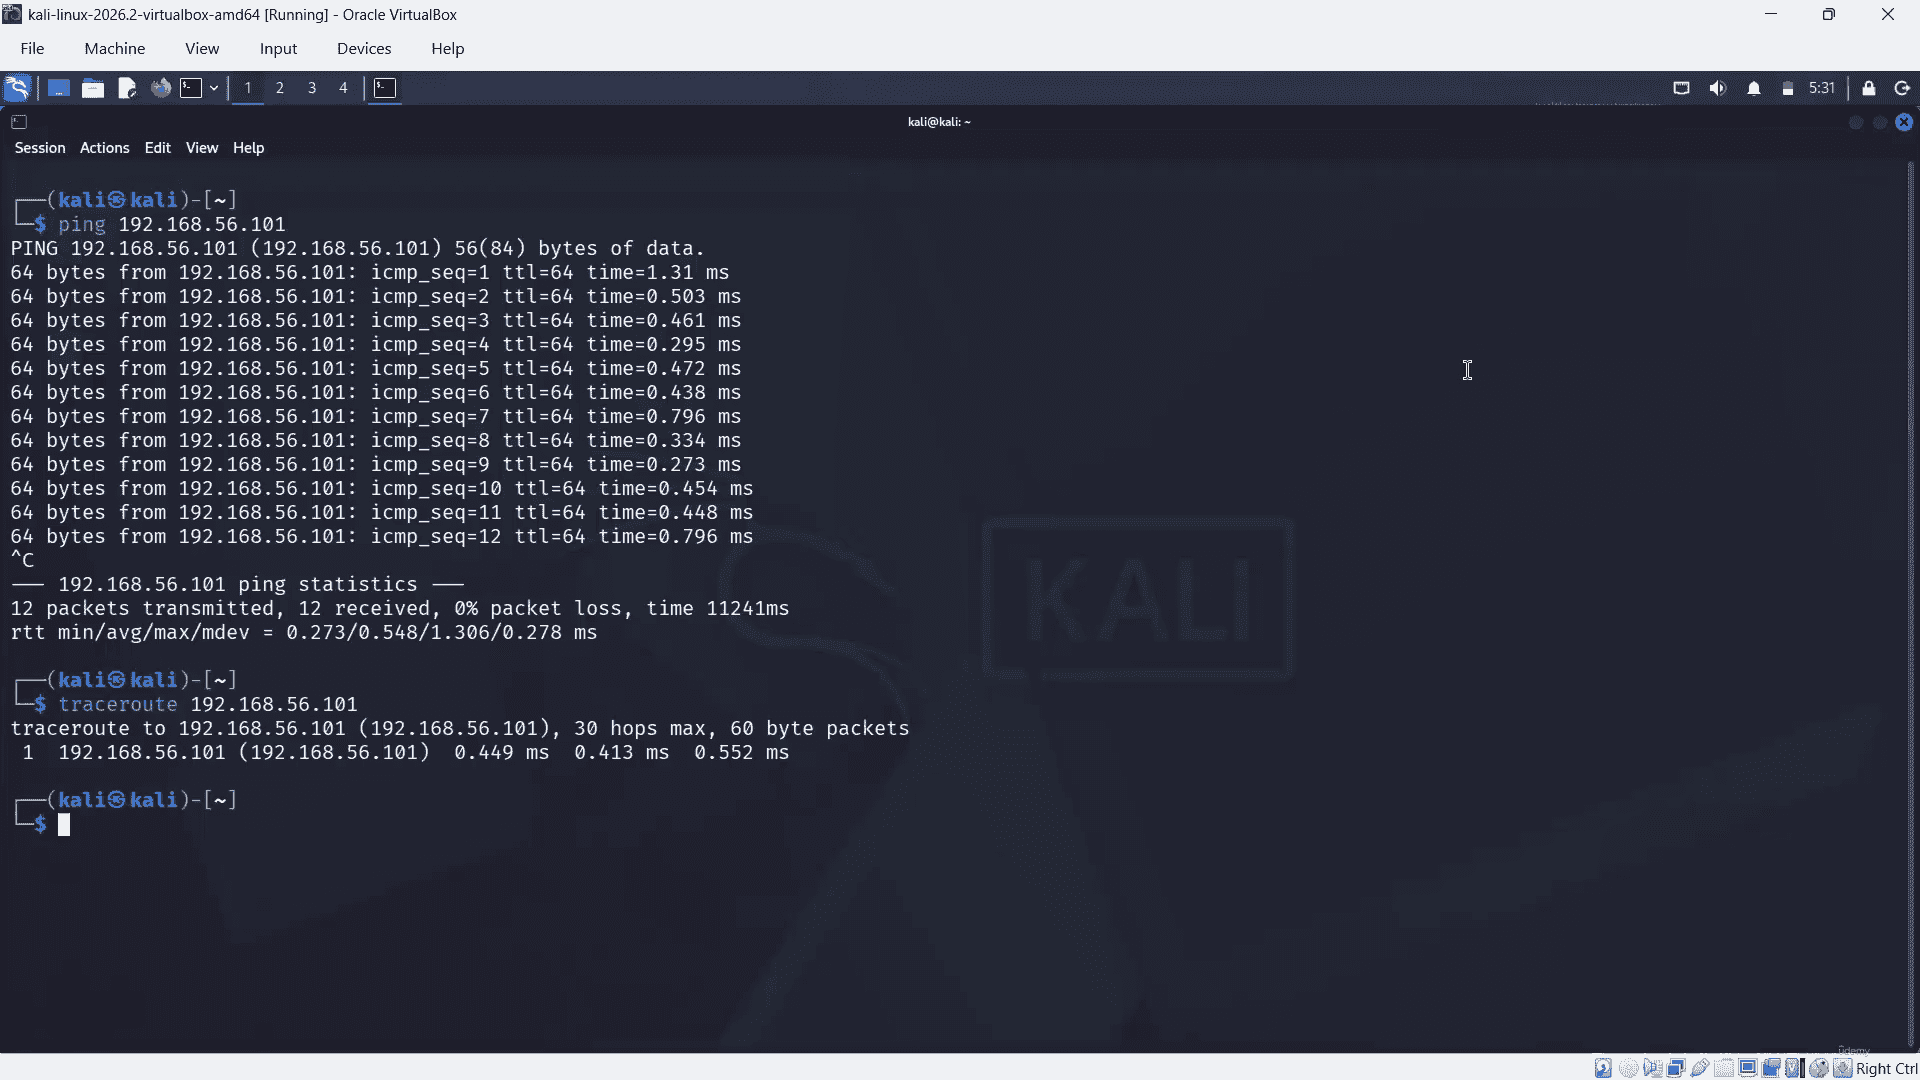 kali-linux-2026.2-virtualbox-amd64 [Running] - Oracle VirtualBox
File Machine View Input Devices Help
1 2 3 4 5:31
kali@kali: ~
Session Actions Edit View Help
┌──(kali㉿kali)-[~]
└─$ ping 192.168.56.101
PING 192.168.56.101 (192.168.56.101) 56(84) bytes of data.
64 bytes from 192.168.56.101: icmp_seq=1 ttl=64 time=1.31 ms
64 bytes from 192.168.56.101: icmp_seq=2 ttl=64 time=0.503 ms
64 bytes from 192.168.56.101: icmp_seq=3 ttl=64 time=0.461 ms
64 bytes from 192.168.56.101: icmp_seq=4 ttl=64 time=0.295 ms
64 bytes from 192.168.56.101: icmp_seq=5 ttl=64 time=0.472 ms
64 bytes from 192.168.56.101: icmp_seq=6 ttl=64 time=0.438 ms
64 bytes from 192.168.56.101: icmp_seq=7 ttl=64 time=0.796 ms
64 bytes from 192.168.56.101: icmp_seq=8 ttl=64 time=0.334 ms
64 bytes from 192.168.56.101: icmp_seq=9 ttl=64 time=0.273 ms
64 bytes from 192.168.56.101: icmp_seq=10 ttl=64 time=0.454 ms
64 bytes from 192.168.56.101: icmp_seq=11 ttl=64 time=0.448 ms
64 bytes from 192.168.56.101: icmp_seq=12 ttl=64 time=0.796 ms
^C
--- 192.168.56.101 ping statistics ---
12 packets transmitted, 12 received, 0% packet loss, time 11241ms
rtt min/avg/max/mdev = 0.273/0.548/1.306/0.278 ms
┌──(kali㉿kali)-[~]
└─$ traceroute 192.168.56.101
traceroute to 192.168.56.101 (192.168.56.101), 30 hops max, 60 byte packets
1 192.168.56.101 (192.168.56.101) 0.449 ms 0.413 ms 0.552 ms
┌──(kali㉿kali)-[~]
└─$
KALI
udemy
Right Ctrl